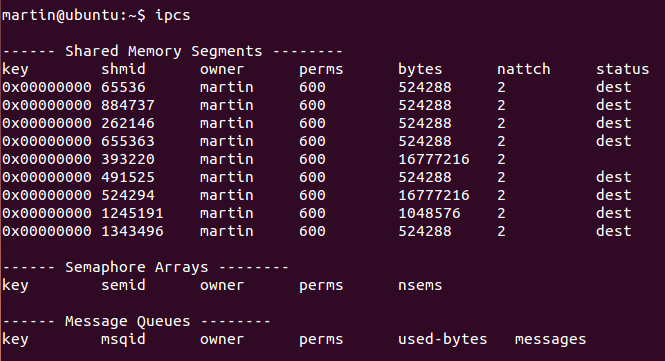 martin@ubuntu:~$ ipcs
------ Shared Memory Segments --------
key        shmid      owner      perms      bytes      nattch     status
0x00000000 65536      martin     600        524288     2          dest
0x00000000 884737     martin     600        524288     2          dest
0x00000000 262146     martin     600        524288     2          dest
0x00000000 655363     martin     600        524288     2          dest
0x00000000 393220     martin     600        16777216   2
0x00000000 491525     martin     600        524288     2          dest
0x00000000 524294     martin     600        16777216   2          dest
0x00000000 1245191    martin     600        1048576    2          dest
0x00000000 1343496    martin     600        524288     2          dest
------ Semaphore Arrays --------
key        semid      owner      perms      nsems
------ Message Queues --------
key        msqid      owner      perms      used-bytes   messages